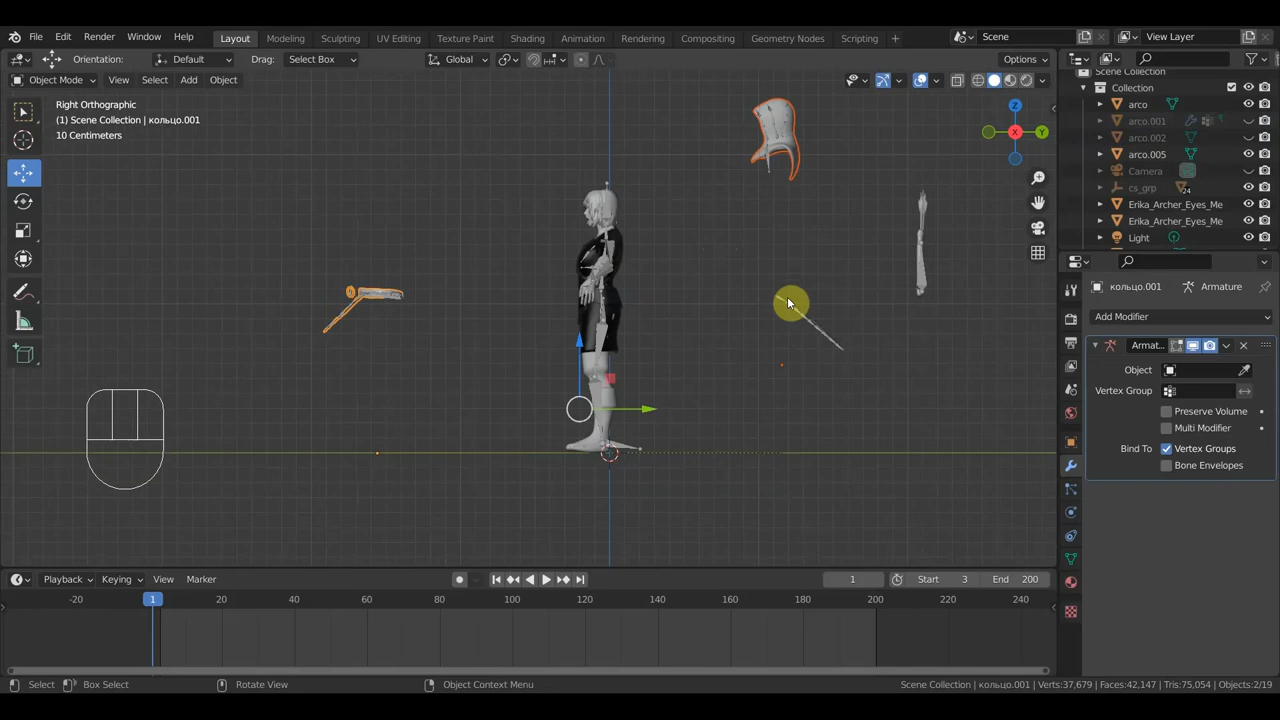 File Edit Render Window Help Layout Modeling Sculpting UV Editing Texture Paint Shading Animation Rendering Compositing Geometry Nodes Scripting + Scene View Layer
Orientation: Default Drag: Select Box Global Options
Object Mode View Select Add Object
Right Orthographic
(1) Scene Collection | кольцо.001
10 Centimeters
Z
X
Y
Scene Collection
Collection
arco
arco.001
arco.002
arco.005
Camera
cs_grp 24
Erika_Archer_Eyes_Me
Erika_Archer_Eyes_Me
Light
кольцо.001 Armature
Add Modifier
Armat...
Object
Vertex Group
Preserve Volume
Multi Modifier
Bind To Vertex Groups
Bone Envelopes
Playback Keying View Marker 1 Start 3 End 200
-20 1 20 40 60 80 100 120 140 160 180 200 220 240
Select Box Select Rotate View Object Context Menu Scene Collection | кольцо.001 | Verts:37,679 | Faces:42,147 | Tris:75,054 | Objects:2/19